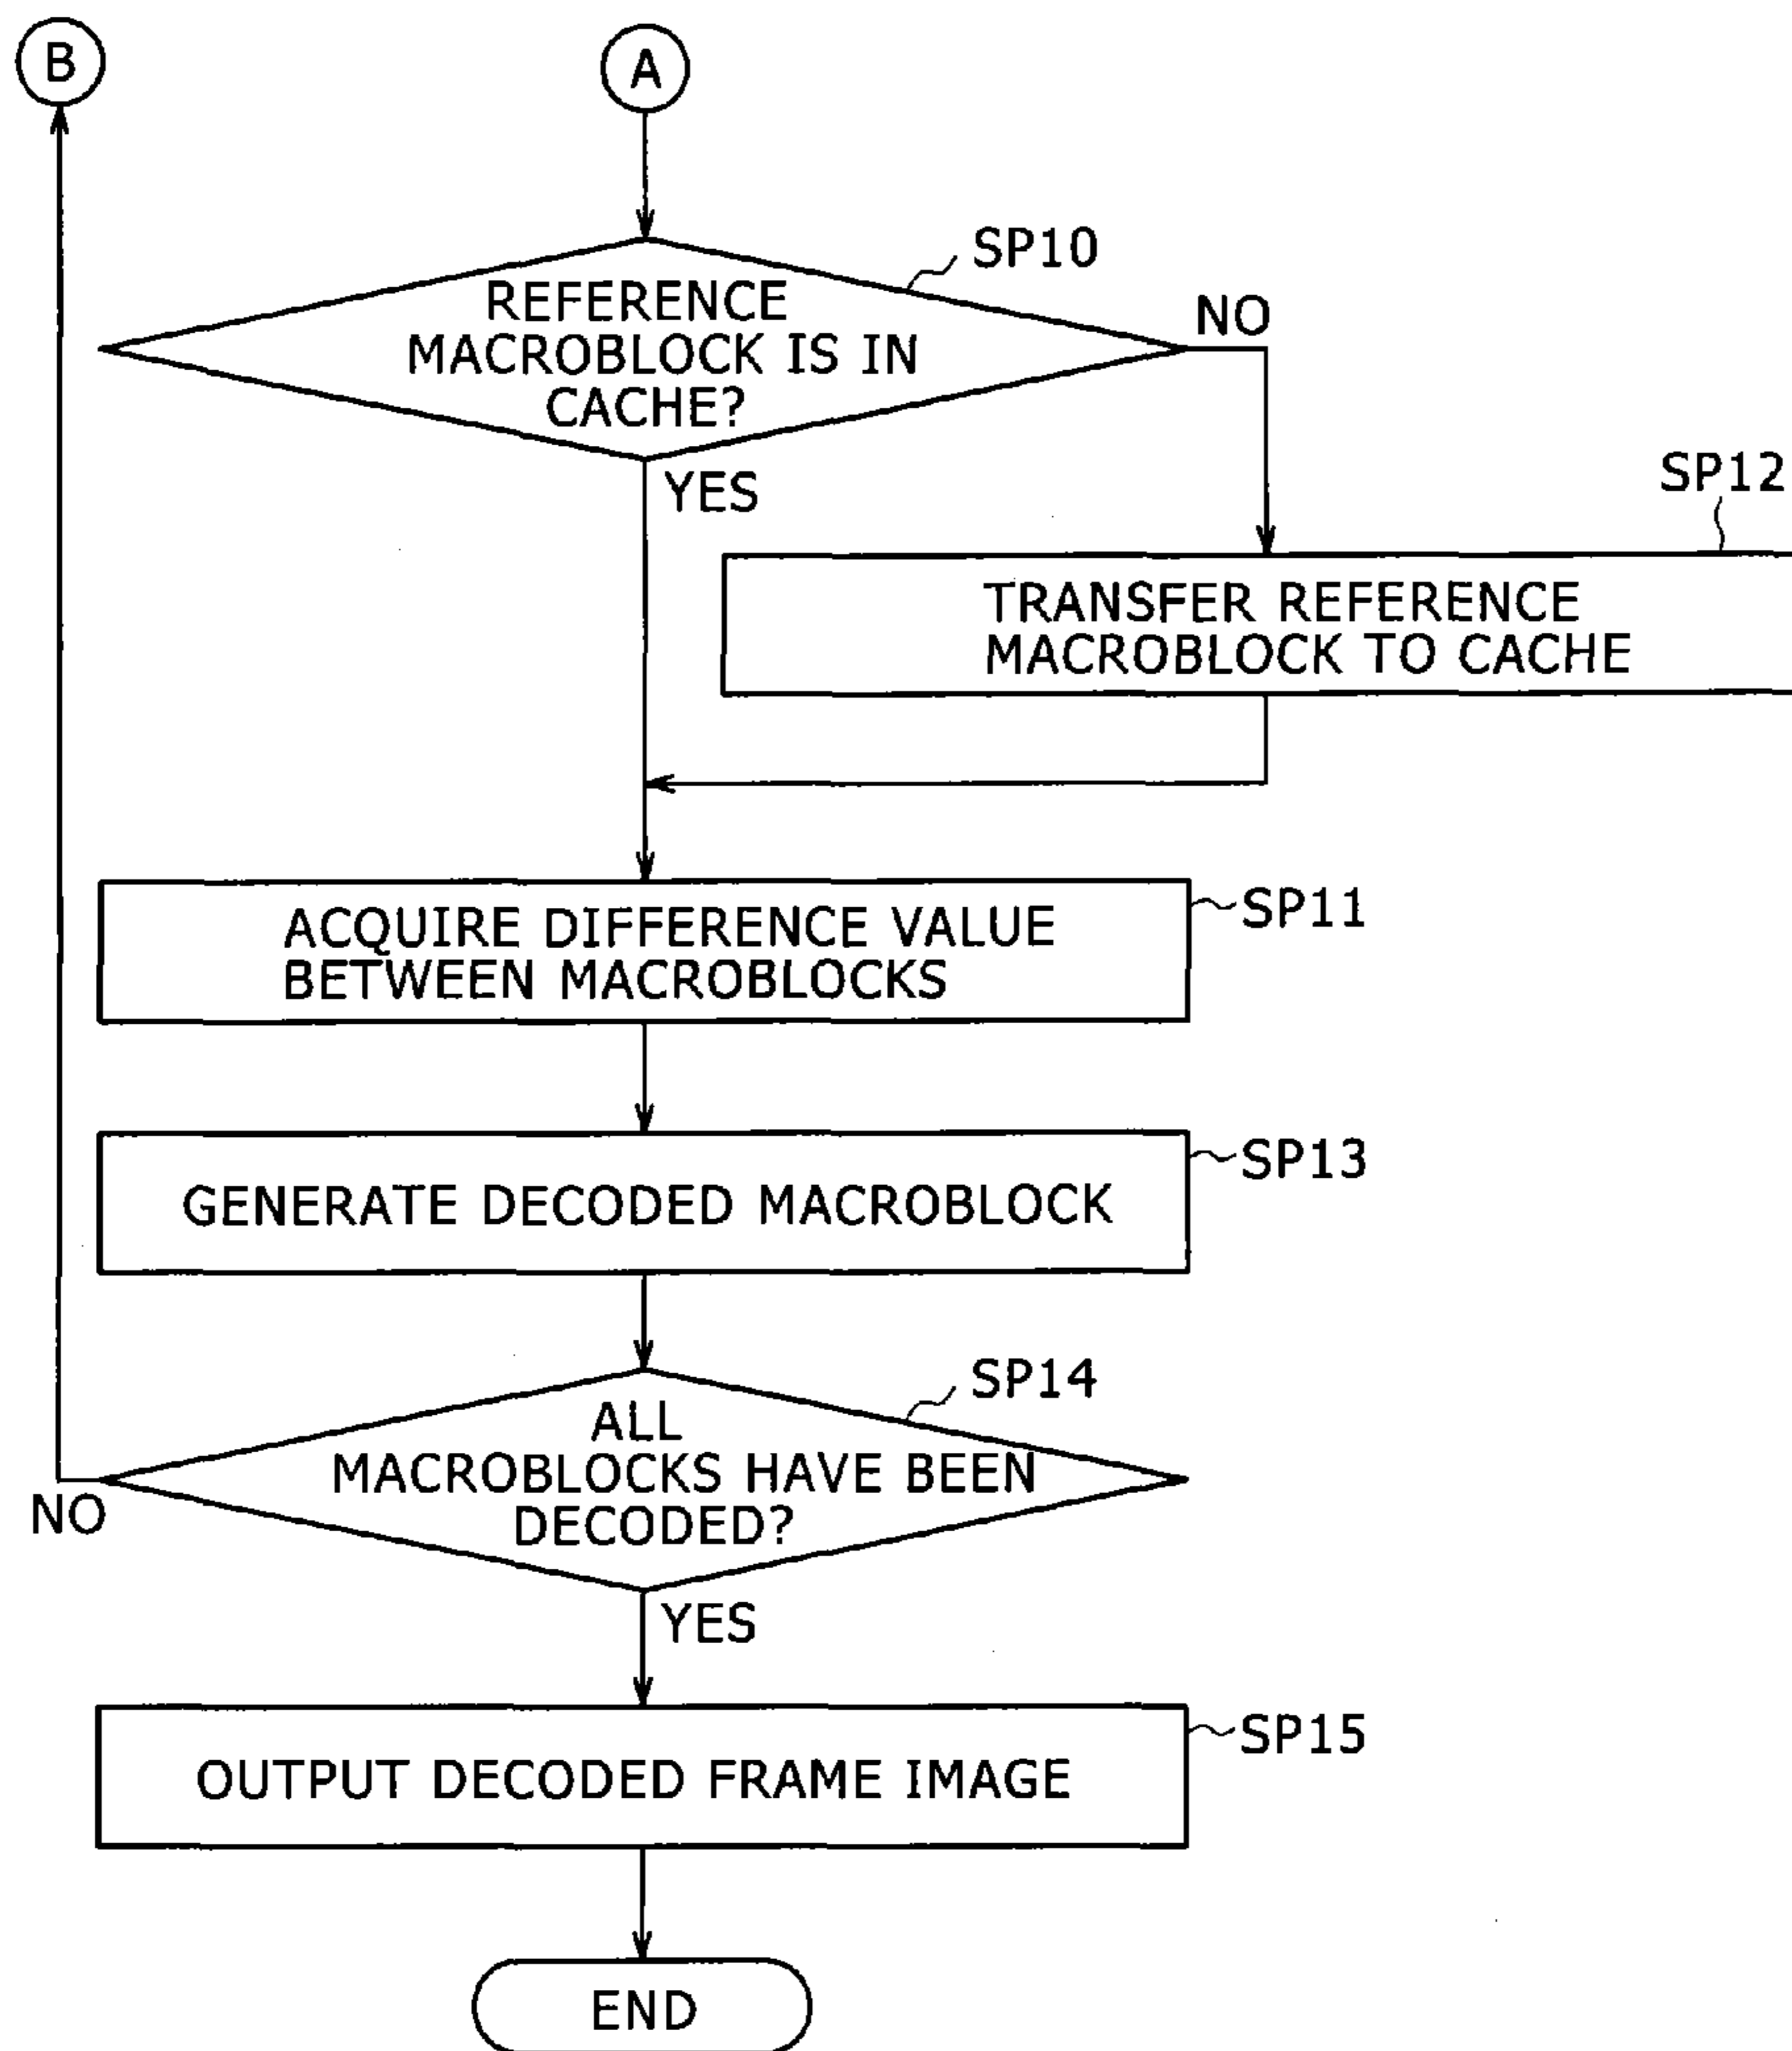 B
A
SP10
REFERENCE
MACROBLOCK IS IN
CACHE?
NO
YES
SP12
TRANSFER REFERENCE
MACROBLOCK TO CACHE
ACQUIRE DIFFERENCE VALUE
BETWEEN MACROBLOCKS
SP11
GENERATE DECODED MACROBLOCK
SP13
SP14
ALL
MACROBLOCKS HAVE BEEN
DECODED?
NO
YES
OUTPUT DECODED FRAME IMAGE
SP15
END